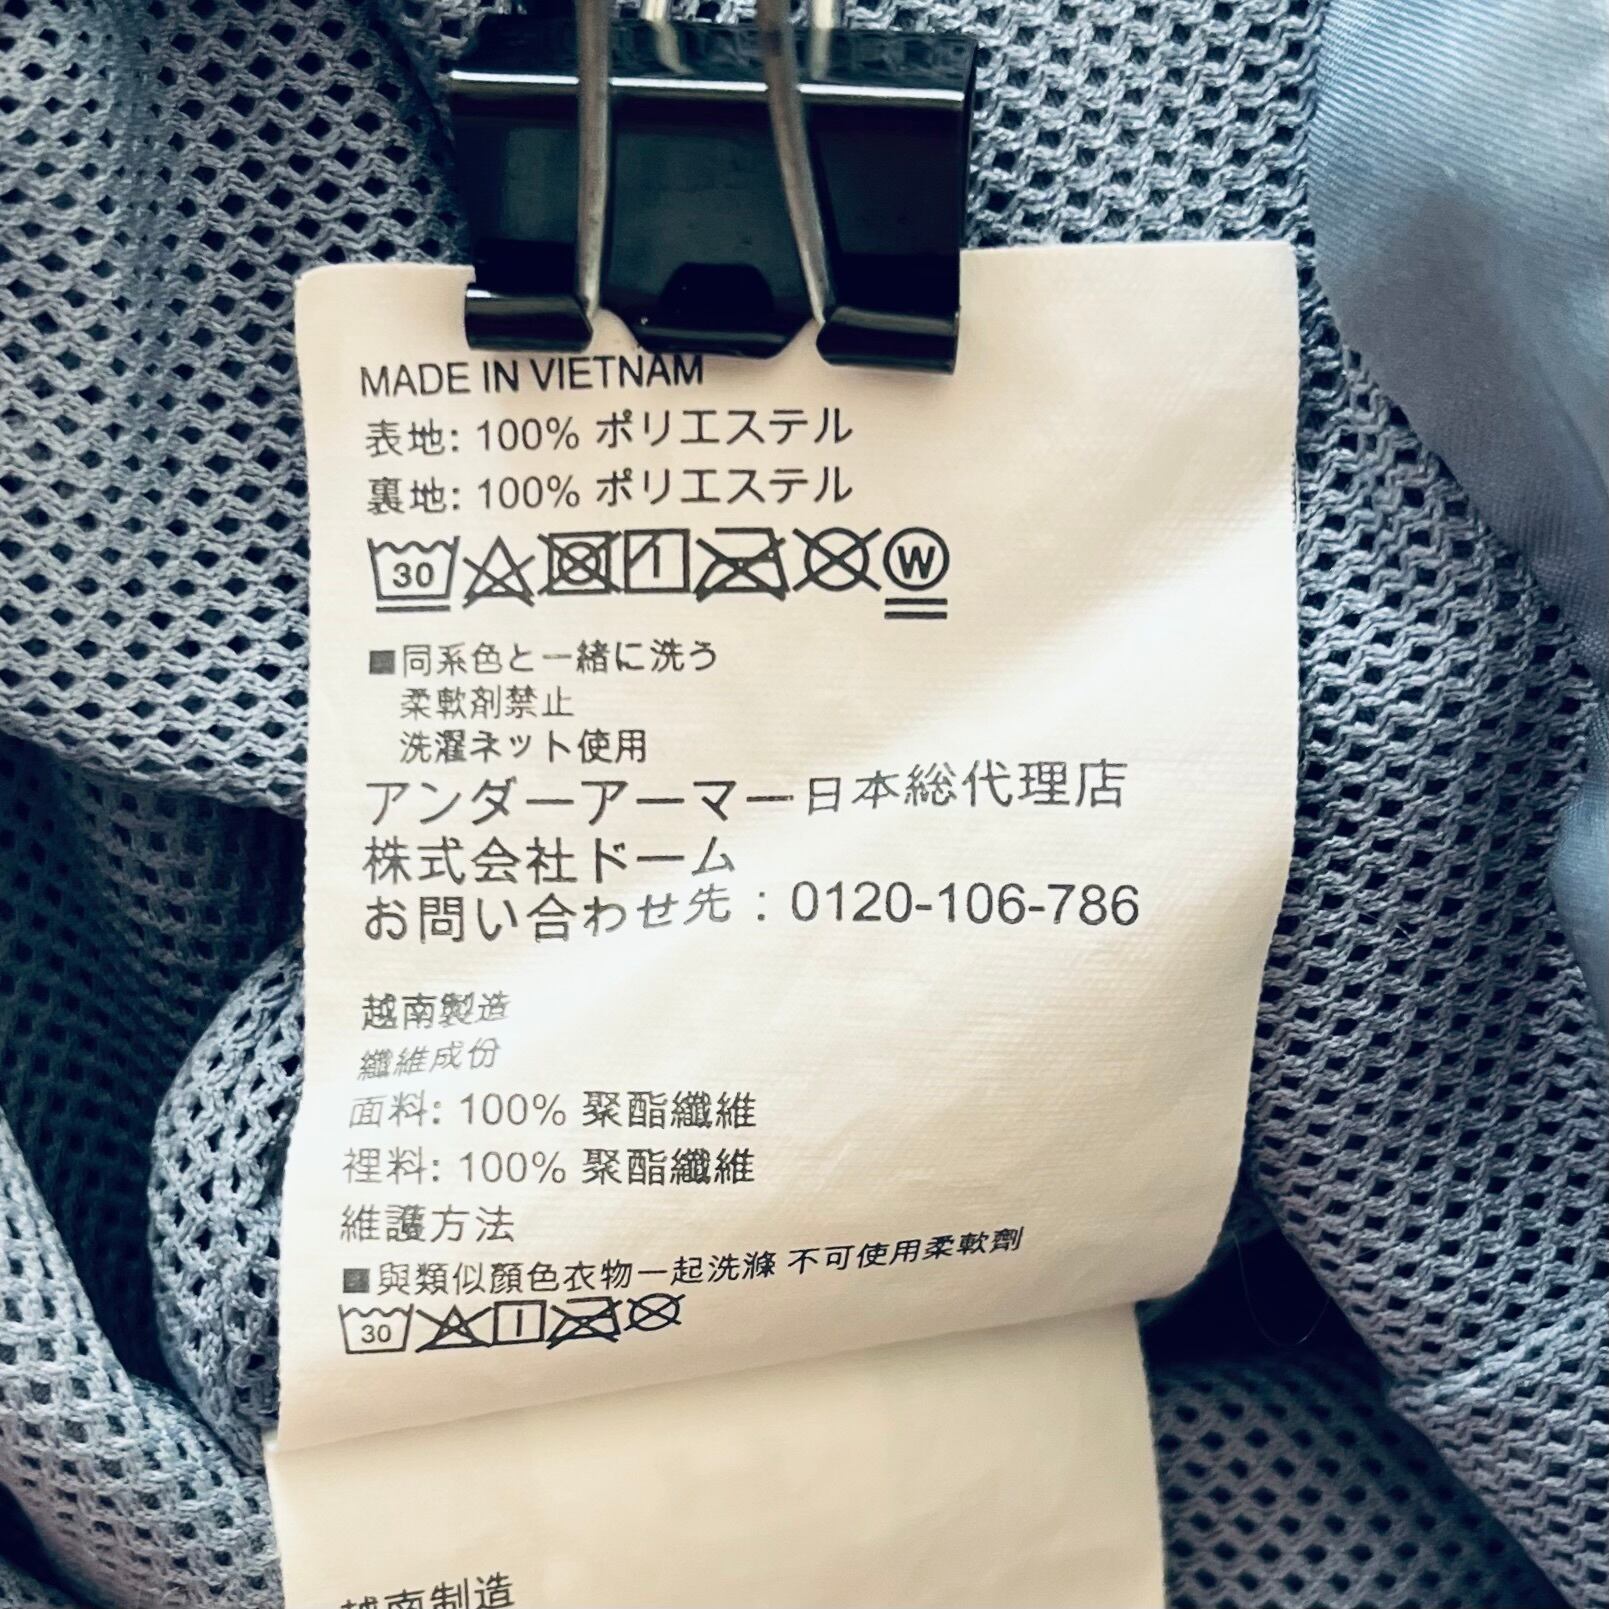 MADE IN VIETNAM
表地: 100% ポリエステル
裏地: 100% ポリエステル
30 W
■同系色と一緒に洗う
柔軟剤禁止
洗濯ネット使用
アンダーアーマー日本総代理店
株式会社ドーム
お問い合わせ先：0120-106-786
越南製造
纖維成份
面料: 100% 聚酯纖維
裡料: 100% 聚酯纖維
維護方法
■與類似顏色衣物一起洗滌 不可使用柔軟劑
30
越南制造